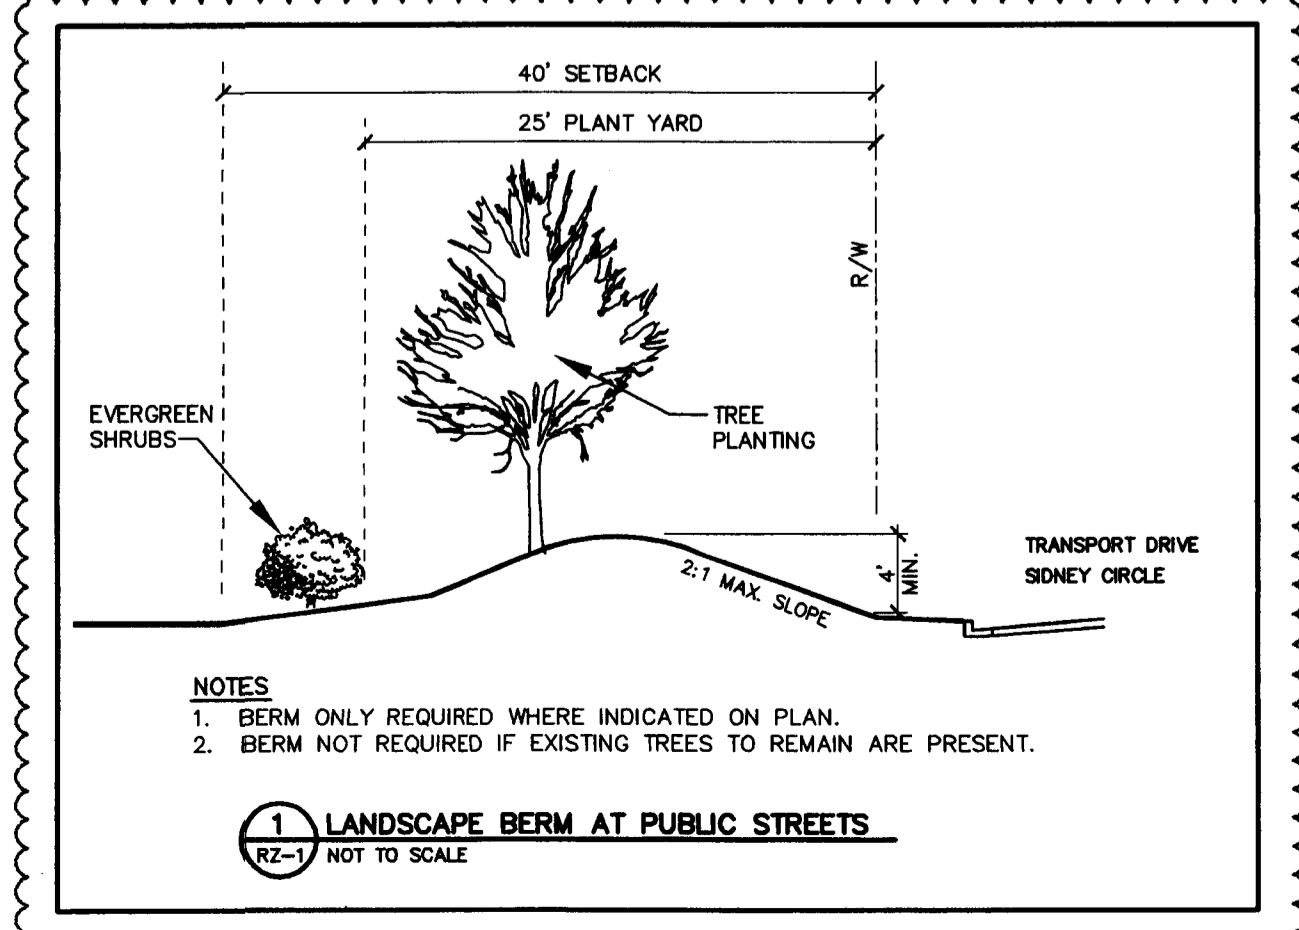 40' SETBACK
25' PLANT YARD
R/W
EVERGREEN
SHRUBS
TREE
PLANTING
2:1 MAX. SLOPE
4'
MIN.
TRANSPORT DRIVE
SIDNEY CIRCLE
NOTES
1. BERM ONLY REQUIRED WHERE INDICATED ON PLAN.
2. BERM NOT REQUIRED IF EXISTING TREES TO REMAIN ARE PRESENT.
1
RZ-1
LANDSCAPE BERM AT PUBLIC STREETS
NOT TO SCALE